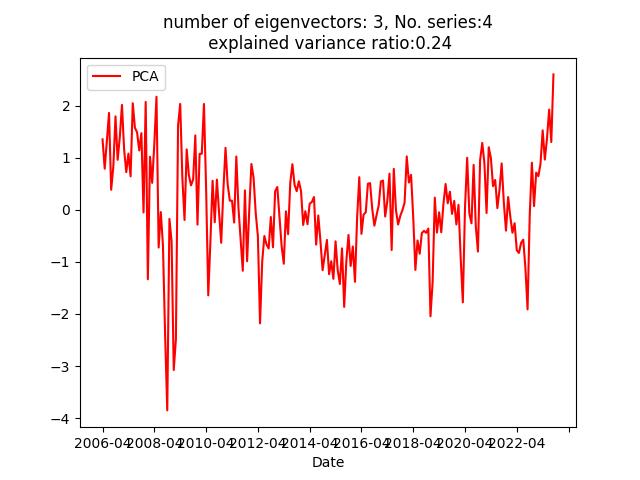 number of eigenvectors: 3, No. series:4
explained variance ratio:0.24
PCA
2
1
0
−1
−2
−3
−4
2006-04 2008-04 2010-04 2012-04 2014-04 2016-04 2018-04 2020-04 2022-04
Date